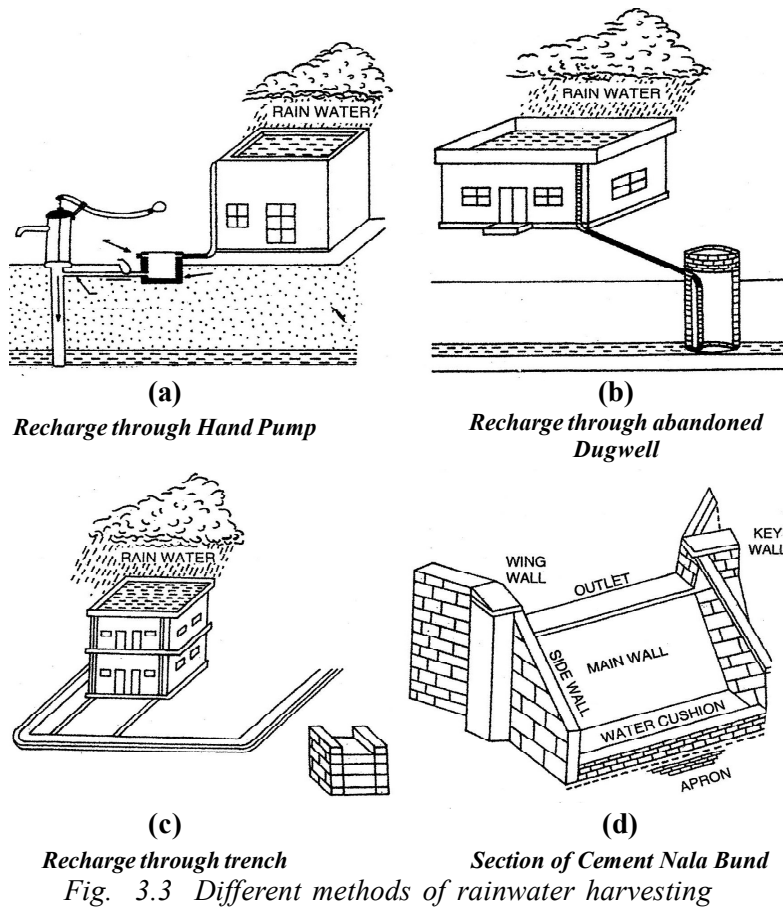 RAIN WATER
(a)
Recharge through Hand Pump
RAIN WATER
(b)
Recharge through abandoned
Dugwell
RAIN WATER
(c)
Recharge through trench
WING
WALL
OUTLET
KEY
WALL
SIDE WALL
MAIN WALL
WATER CUSHION
APRON
(d)
Section of Cement Nala Bund
Fig. 3.3 Different methods of rainwater harvesting